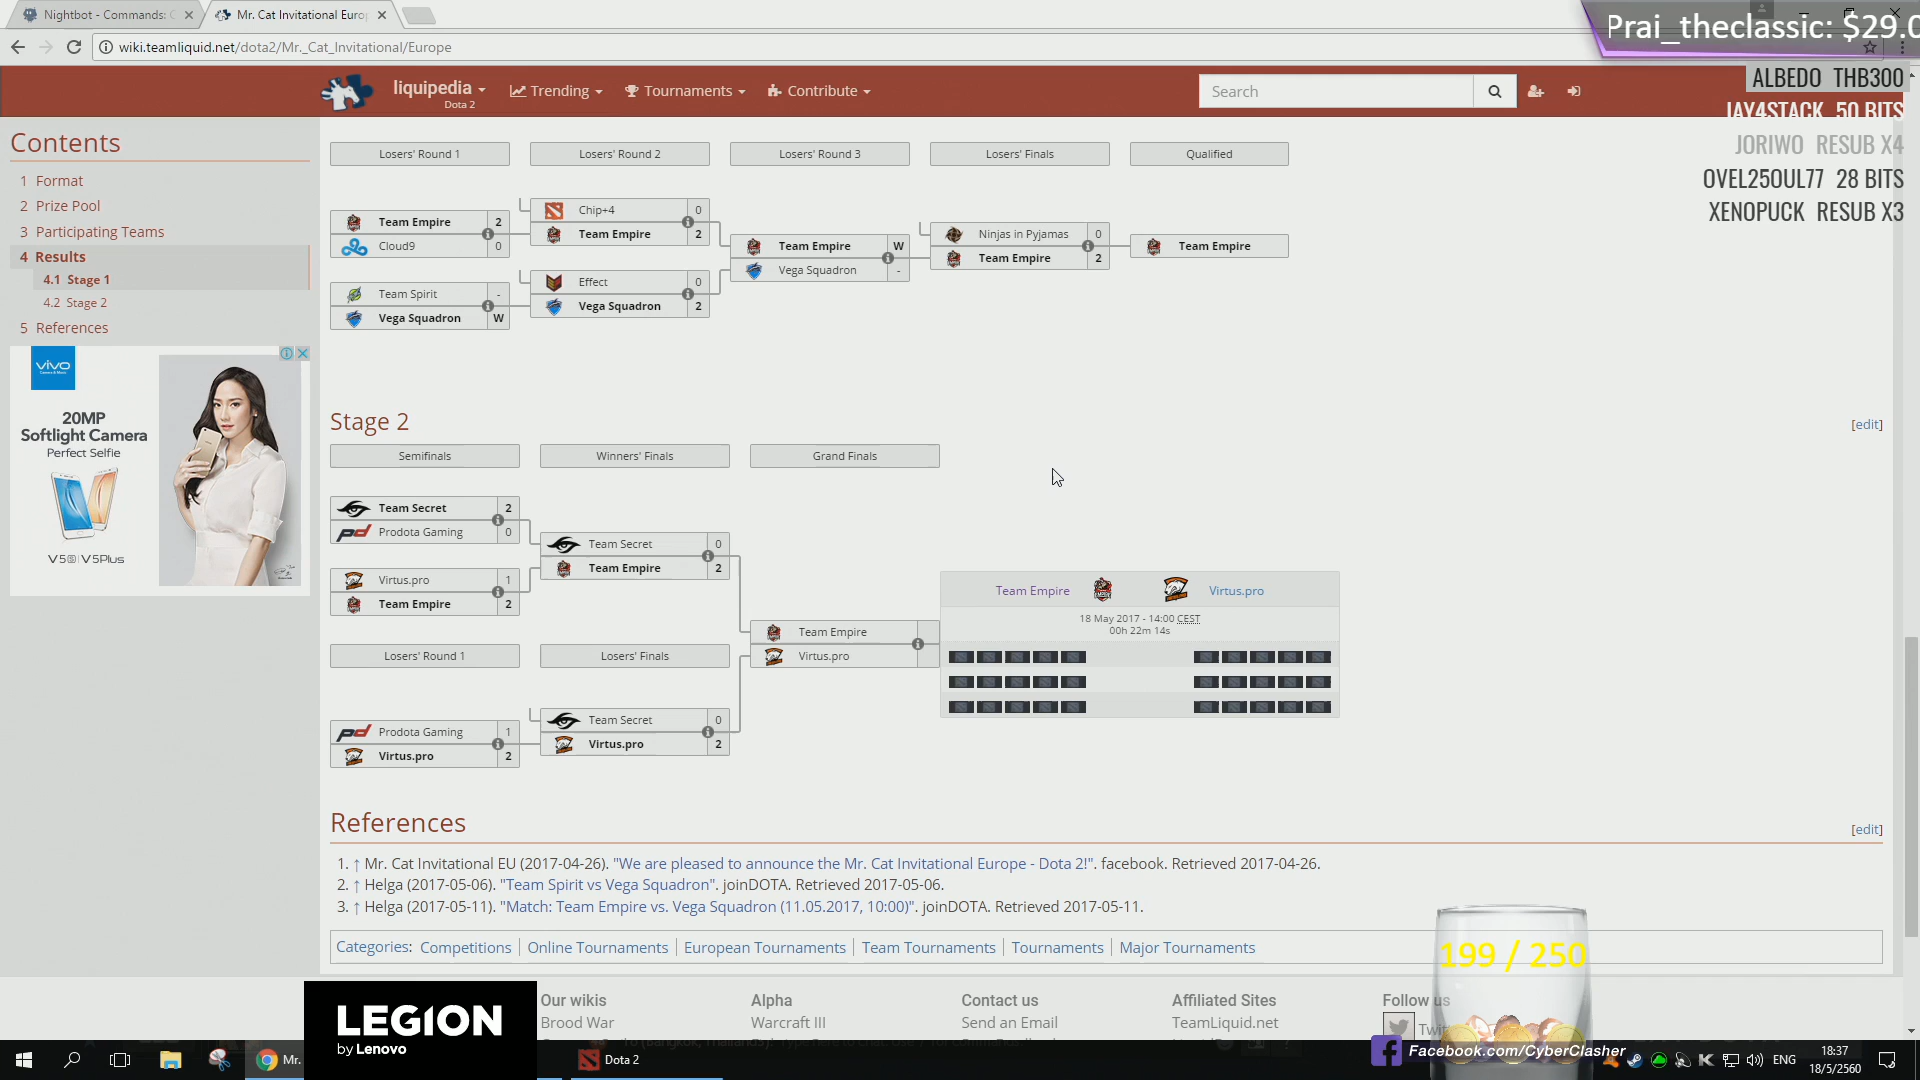 Nightbot - Commands: C
Mr. Cat Invitational Europ
wiki.teamliquid.net/dota2/Mr._Cat_Invitational/Europe
Prai_theclassic: $29.0
ALBEDO THB300
JAY4STACK 50 BITS
JORIWO RESUB X4
OVEL25OUL77 28 BITS
XENOPUCK RESUB X3
liquipedia
Dota 2
Trending
Tournaments
Contribute
Search
Contents
1 Format
2 Prize Pool
3 Participating Teams
4 Results
4.1 Stage 1
4.2 Stage 2
5 References
vivo
Camera & Music
20MP
Softlight Camera
Perfect Selfie
V5s | V5Plus
Losers' Round 1
Losers' Round 2
Losers' Round 3
Losers' Finals
Qualified
Team Empire 2
Cloud9 0
Team Spirit -
Vega Squadron W
Chip+4 0
Team Empire 2
Effect 0
Vega Squadron 2
Team Empire W
Vega Squadron -
Ninjas in Pyjamas 0
Team Empire 2
Team Empire
Stage 2
[edit]
Semifinals
Winners' Finals
Grand Finals
Team Secret 2
Prodota Gaming 0
Virtus.pro 1
Team Empire 2
Team Secret 0
Team Empire 2
Losers' Round 1
Losers' Finals
Prodota Gaming 1
Virtus.pro 2
Team Secret 0
Virtus.pro 2
Team Empire
Virtus.pro
Team Empire
Virtus.pro
18 May 2017 - 14:00 CEST
00h 22m 14s
References
[edit]
1. ↑ Mr. Cat Invitational EU (2017-04-26). "We are pleased to announce the Mr. Cat Invitational Europe - Dota 2!". facebook. Retrieved 2017-04-26.
2. ↑ Helga (2017-05-06). "Team Spirit vs Vega Squadron". joinDOTA. Retrieved 2017-05-06.
3. ↑ Helga (2017-05-11). "Match: Team Empire vs. Vega Squadron (11.05.2017, 10:00)". joinDOTA. Retrieved 2017-05-11.
Categories: Competitions | Online Tournaments | European Tournaments | Team Tournaments | Tournaments | Major Tournaments
199 / 250
LEGION
by Lenovo
Our wikis
Brood War
Alpha
Warcraft III
Contact us
Send an Email
Affiliated Sites
TeamLiquid.net
Follow us
Twit
Mr.
Dota 2
Facebook.com/CyberClasher
ENG
18:37
18/5/2560